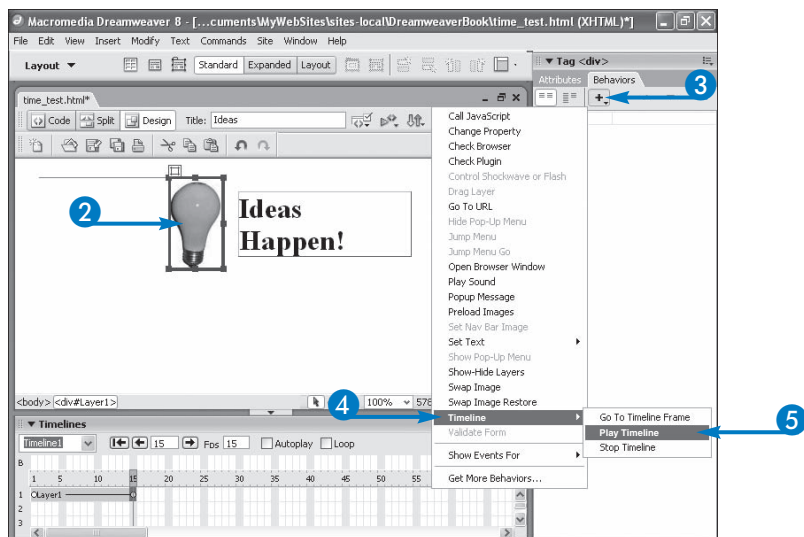 Macromedia Dreamweaver 8 - [...cuments\MyWebSites\sites-local\DreamweaverBook\time_test.html (XHTML)*]
File Edit View Insert Modify Text Commands Site Window Help
Layout Standard Expanded Layout
Tag <div>
Attributes Behaviors
3
time_test.html*
Code Split Design Title: Ideas
2
Ideas
Happen!
Call JavaScript
Change Property
Check Browser
Check Plugin
Control Shockwave or Flash
Drag Layer
Go To URL
Hide Pop-Up Menu
Jump Menu
Jump Menu Go
Open Browser Window
Play Sound
Popup Message
Preload Images
Set Nav Bar Image
Set Text
Show Pop-Up Menu
Show-Hide Layers
Swap Image
Swap Image Restore
4
Timeline
Validate Form
Show Events For
Get More Behaviors...
Go To Timeline Frame
Play Timeline
5
Stop Timeline
<body> <div#Layer1>
100% 578
Timelines
Timeline1 15 Fps 15 Autoplay Loop
B
1 5 10 15 20 25 30 35 40 45 50 55
1 Layer1
2
3